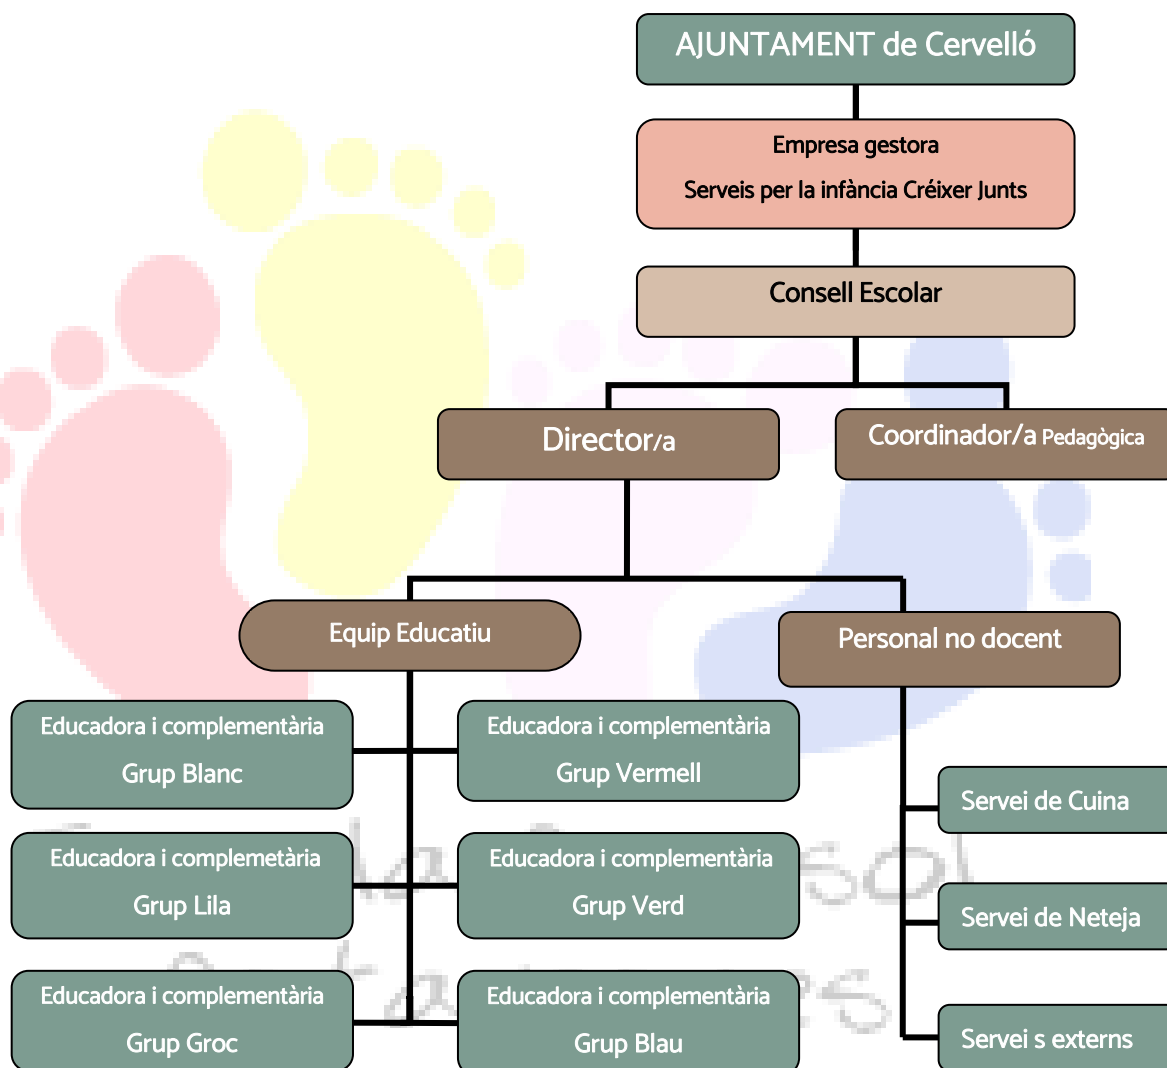 AJUNTAMENT de Cervelló
Empresa gestora
Serveis per la infància Créixer Junts
Consell Escolar
Director/a
Coordinador/a Pedagògica
Equip Educatiu
Personal no docent
Educadora i complementària
Grup Blanc
Educadora i complementària
Grup Vermell
Servei de Cuina
Educadora i complemetària
Grup Lila
Educadora i complementària
Grup Verd
Servei de Neteja
Educadora i complementària
Grup Groc
Educadora i complementària
Grup Blau
Servei s externs